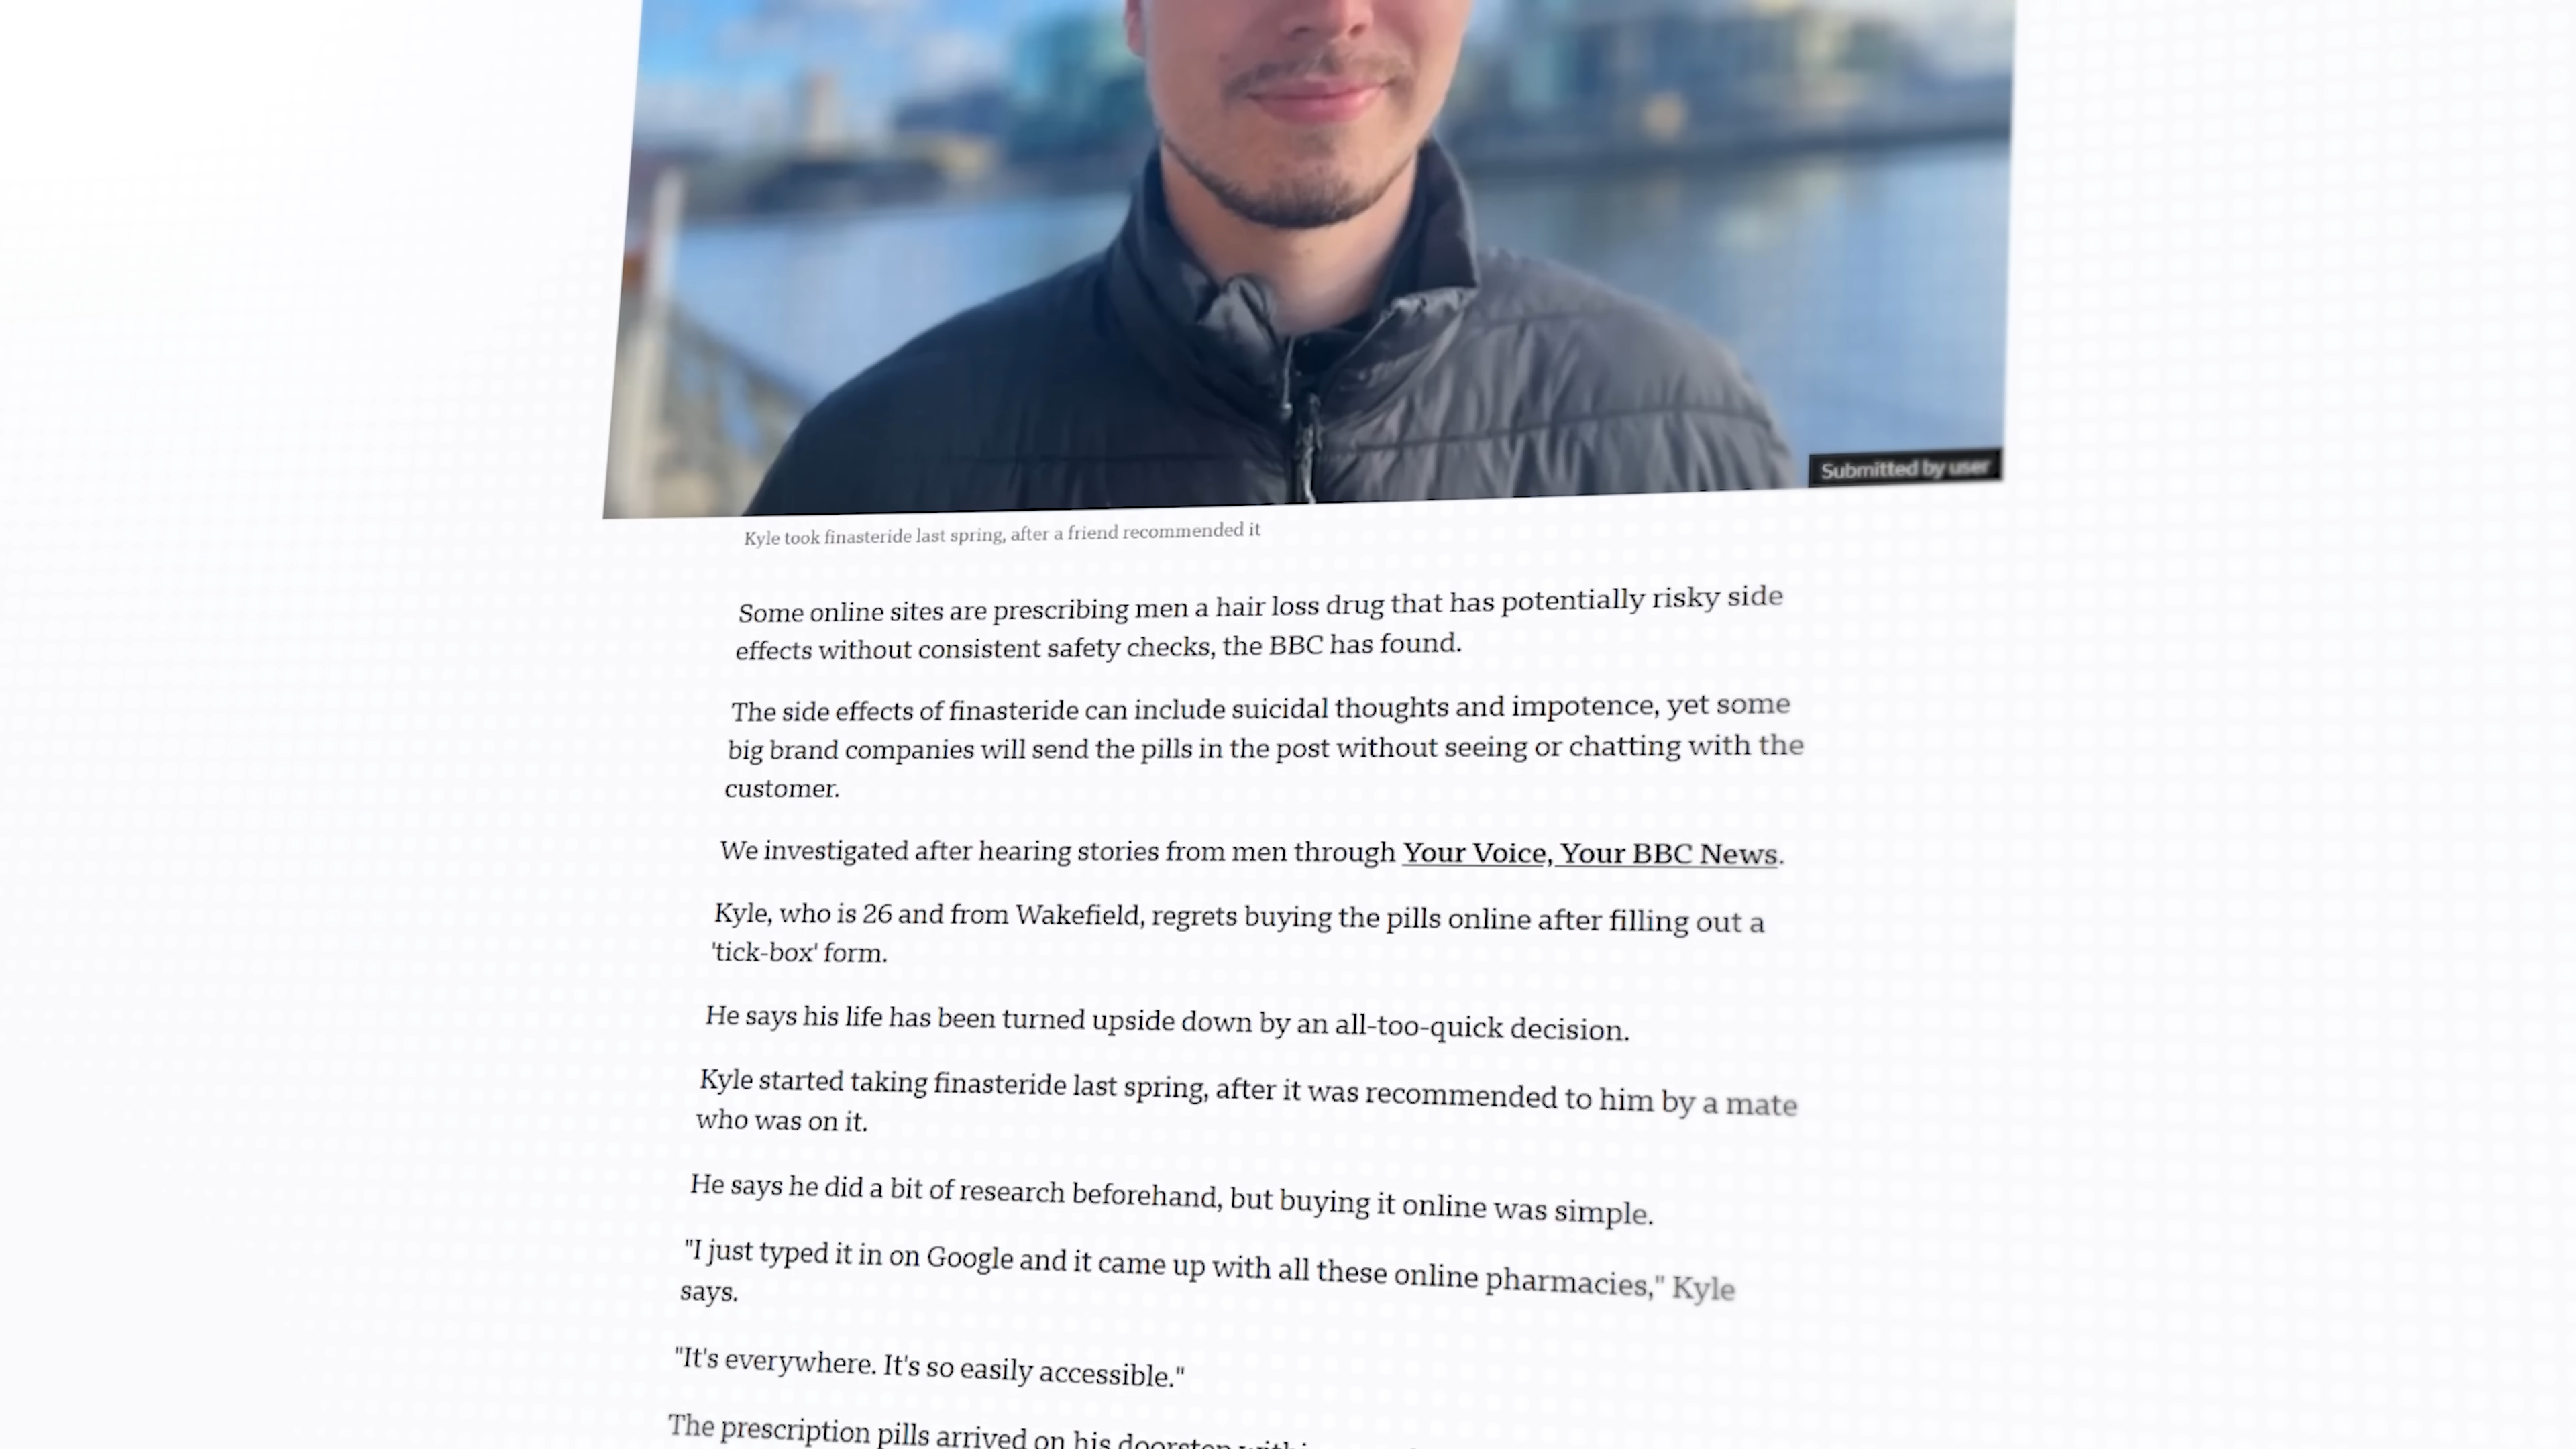 Submitted by user
Kyle took finasteride last spring, after a friend recommended it
Some online sites are prescribing men a hair loss drug that has potentially risky side
effects without consistent safety checks, the BBC has found.
The side effects of finasteride can include suicidal thoughts and impotence, yet some
big brand companies will send the pills in the post without seeing or chatting with the
customer.
We investigated after hearing stories from men through Your Voice, Your BBC News.
Kyle, who is 26 and from Wakefield, regrets buying the pills online after filling out a
'tick-box' form.
He says his life has been turned upside down by an all-too-quick decision.
Kyle started taking finasteride last spring, after it was recommended to him by a mate
who was on it.
He says he did a bit of research beforehand, but buying it online was simple.
"I just typed it in on Google and it came up with all these online pharmacies," Kyle
says.
"It's everywhere. It's so easily accessible."
The prescription pills arrived on his doorstep